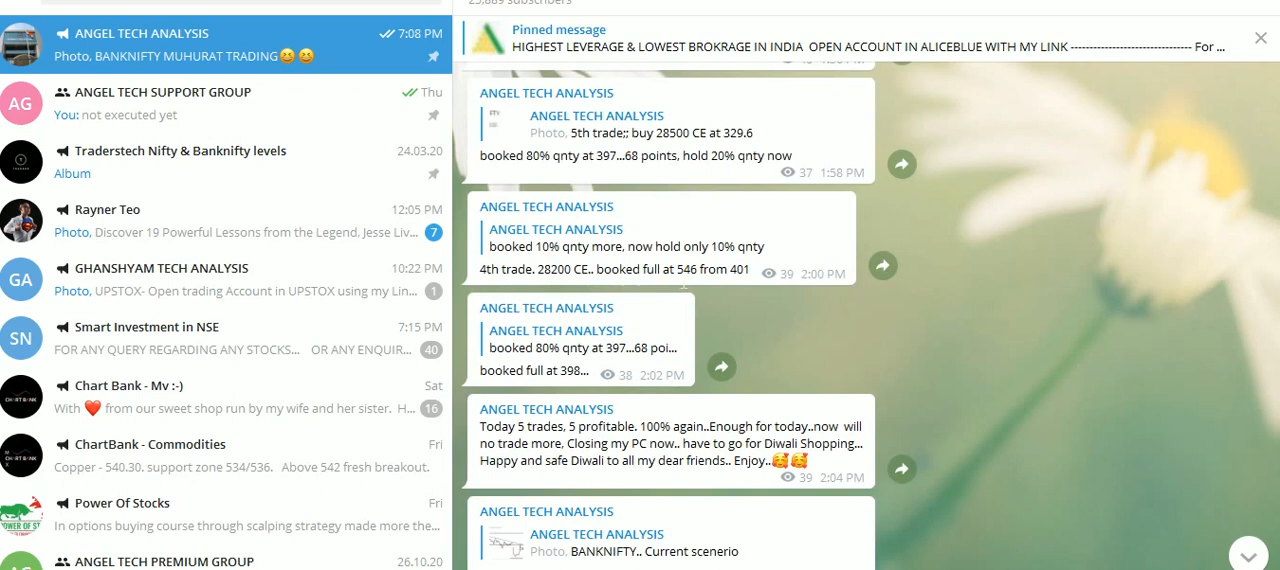 25,889 subscribers
ANGEL TECH ANALYSIS 7:08 PM
Photo, BANKNIFTY MUHURAT TRADING😆 😆
AG ANGEL TECH SUPPORT GROUP Thu
You: not executed yet
Traderstech Nifty & Banknifty levels 24.03.20
Album
Rayner Teo 12:05 PM
Photo, Discover 19 Powerful Lessons from the Legend, Jesse Liv... 7
GA GHANSHYAM TECH ANALYSIS 10:22 PM
Photo, UPSTOX- Open trading Account in UPSTOX using my Lin... 1
SN Smart Investment in NSE 7:15 PM
FOR ANY QUERY REGARDING ANY STOCKS... OR ANY ENQUIR... 40
Chart Bank - Mv :-) Sat
With ❤️ from our sweet shop run by my wife and her sister. H... 16
ChartBank - Commodities Fri
Copper - 540.30. support zone 534/536. Above 542 fresh breakout.
Power Of Stocks Fri
In options buying course through scalping strategy made more the...
ANGEL TECH PREMIUM GROUP 26.10.20
Pinned message
HIGHEST LEVERAGE & LOWEST BROKRAGE IN INDIA OPEN ACCOUNT IN ALICEBLUE WITH MY LINK ------------------------------- For ...
ANGEL TECH ANALYSIS
ANGEL TECH ANALYSIS
Photo, 5th trade;; buy 28500 CE at 329.6
booked 80% qnty at 397...68 points, hold 20% qnty now
37 1:58 PM
ANGEL TECH ANALYSIS
ANGEL TECH ANALYSIS
booked 10% qnty more, now hold only 10% qnty
4th trade. 28200 CE.. booked full at 546 from 401 39 2:00 PM
ANGEL TECH ANALYSIS
ANGEL TECH ANALYSIS
booked 80% qnty at 397...68 poi...
booked full at 398... 38 2:02 PM
ANGEL TECH ANALYSIS
Today 5 trades, 5 profitable. 100% again..Enough for today..now will
no trade more, Closing my PC now.. have to go for Diwali Shopping...
Happy and safe Diwali to all my dear friends.. Enjoy..🥰 🥰
39 2:04 PM
ANGEL TECH ANALYSIS
ANGEL TECH ANALYSIS
Photo, BANKNIFTY.. Current scenerio